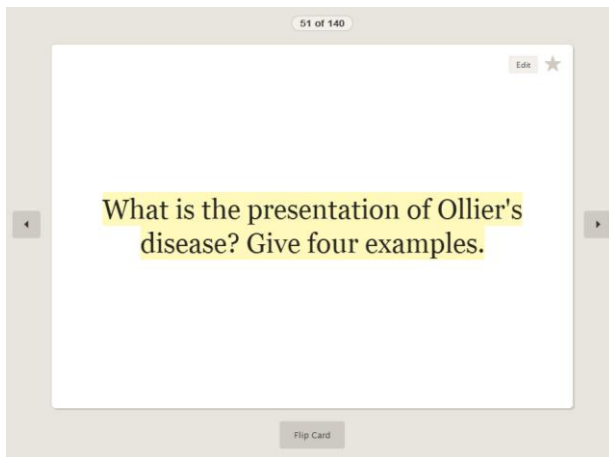 51 of 140
Edit
What is the presentation of Ollier's
disease? Give four examples.
Flip Card